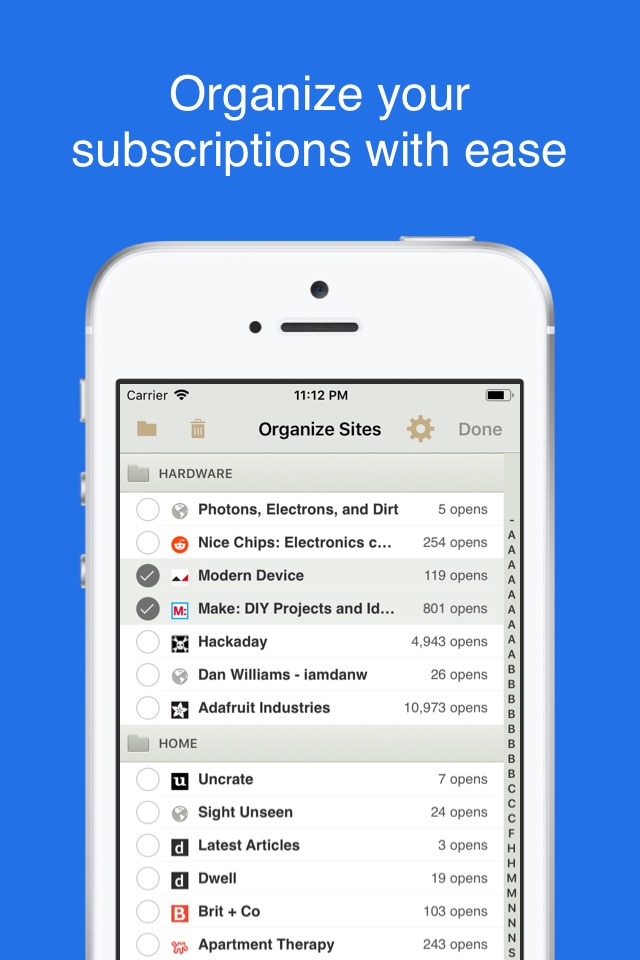 Organize your
subscriptions with ease
Carrier 11:12 PM
Organize Sites Done
HARDWARE
Photons, Electrons, and Dirt 5 opens
Nice Chips: Electronics c... 254 opens
Modern Device 119 opens
M: Make: DIY Projects and Id... 801 opens
Hackaday 4,943 opens
Dan Williams - iamdanw 26 opens
Adafruit Industries 10,973 opens
HOME
u Uncrate 7 opens
Sight Unseen 24 opens
d Latest Articles 3 opens
d Dwell 19 opens
B Brit + Co 103 opens
Apartment Therapy 243 opens
-
A
A
A
A
A
A
A
A
A
B
B
B
B
B
B
B
B
C
C
C
F
H
H
M
M
N
N
N
S